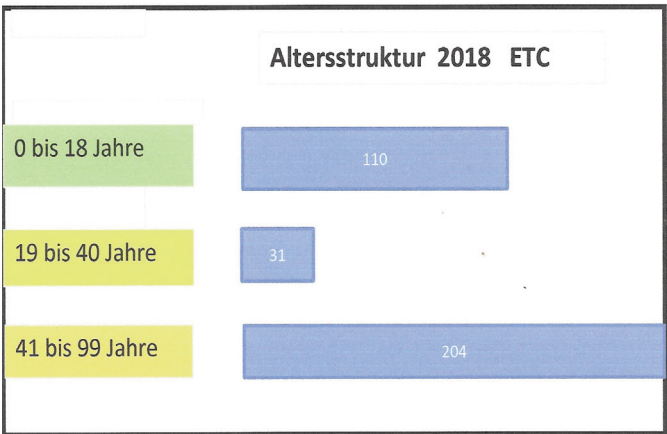 Altersstruktur 2018 ETC
0 bis 18 Jahre
110
19 bis 40 Jahre
31
41 bis 99 Jahre
204